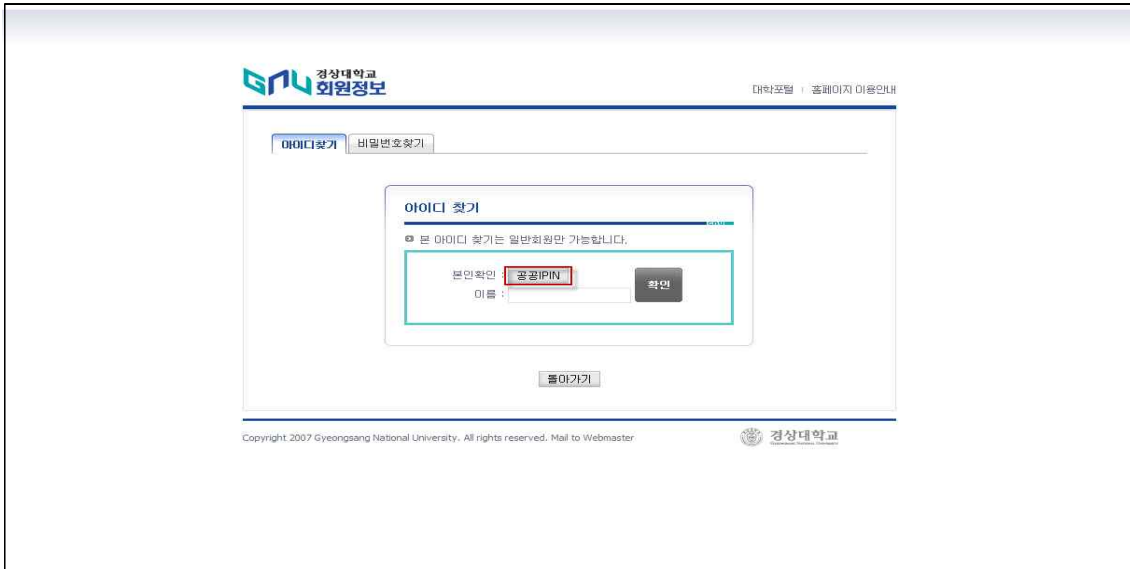 GNU 경상대학교
회원정보
대학포털 | 홈페이지 이용안내
아이디찾기 비밀번호찾기
아이디 찾기
본 아이디 찾기는 일반회원만 가능합니다.
본인확인 : 공공IPIN
이름 :
확인
돌아가기
Copyright 2007 Gyeongsang National University. All rights reserved. Mail to Webmaster
경상대학교